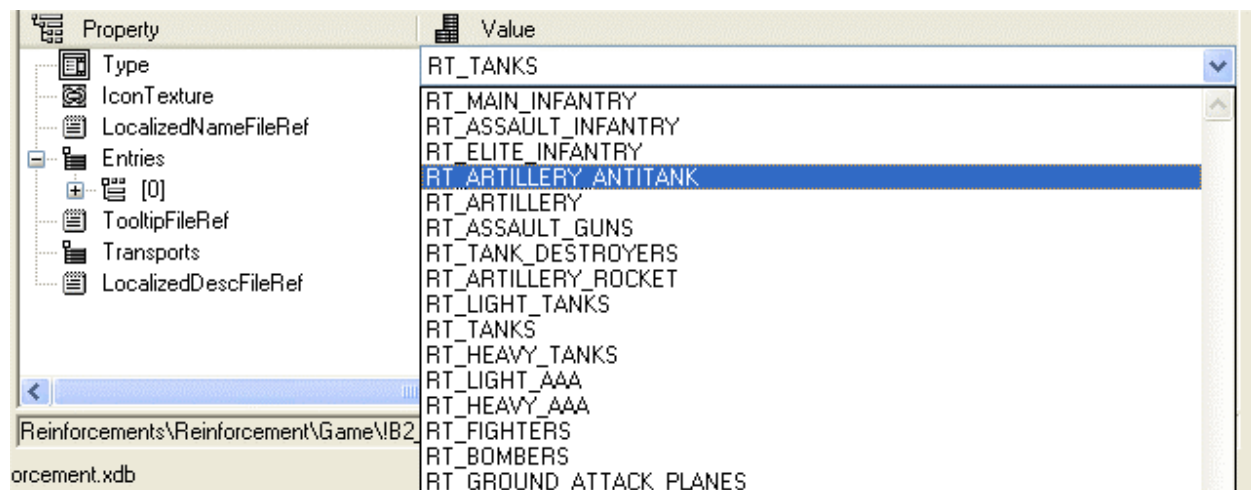 Property Value
Type RT_TANKS
IconTexture
LocalizedNameFileRef
Entries
[0]
TooltipFileRef
Transports
LocalizedDescFileRef
RT_MAIN_INFANTRY
RT_ASSAULT_INFANTRY
RT_ELITE_INFANTRY
RT_ARTILLERY_ANTITANK
RT_ARTILLERY
RT_ASSAULT_GUNS
RT_TANK_DESTROYERS
RT_ARTILLERY_ROCKET
RT_LIGHT_TANKS
RT_TANKS
RT_HEAVY_TANKS
RT_LIGHT_AAA
RT_HEAVY_AAA
RT_FIGHTERS
RT_BOMBERS
RT_GROUND_ATTACK_PLANES
Reinforcements\Reinforcement\Game\!B2_
orcement.xdb